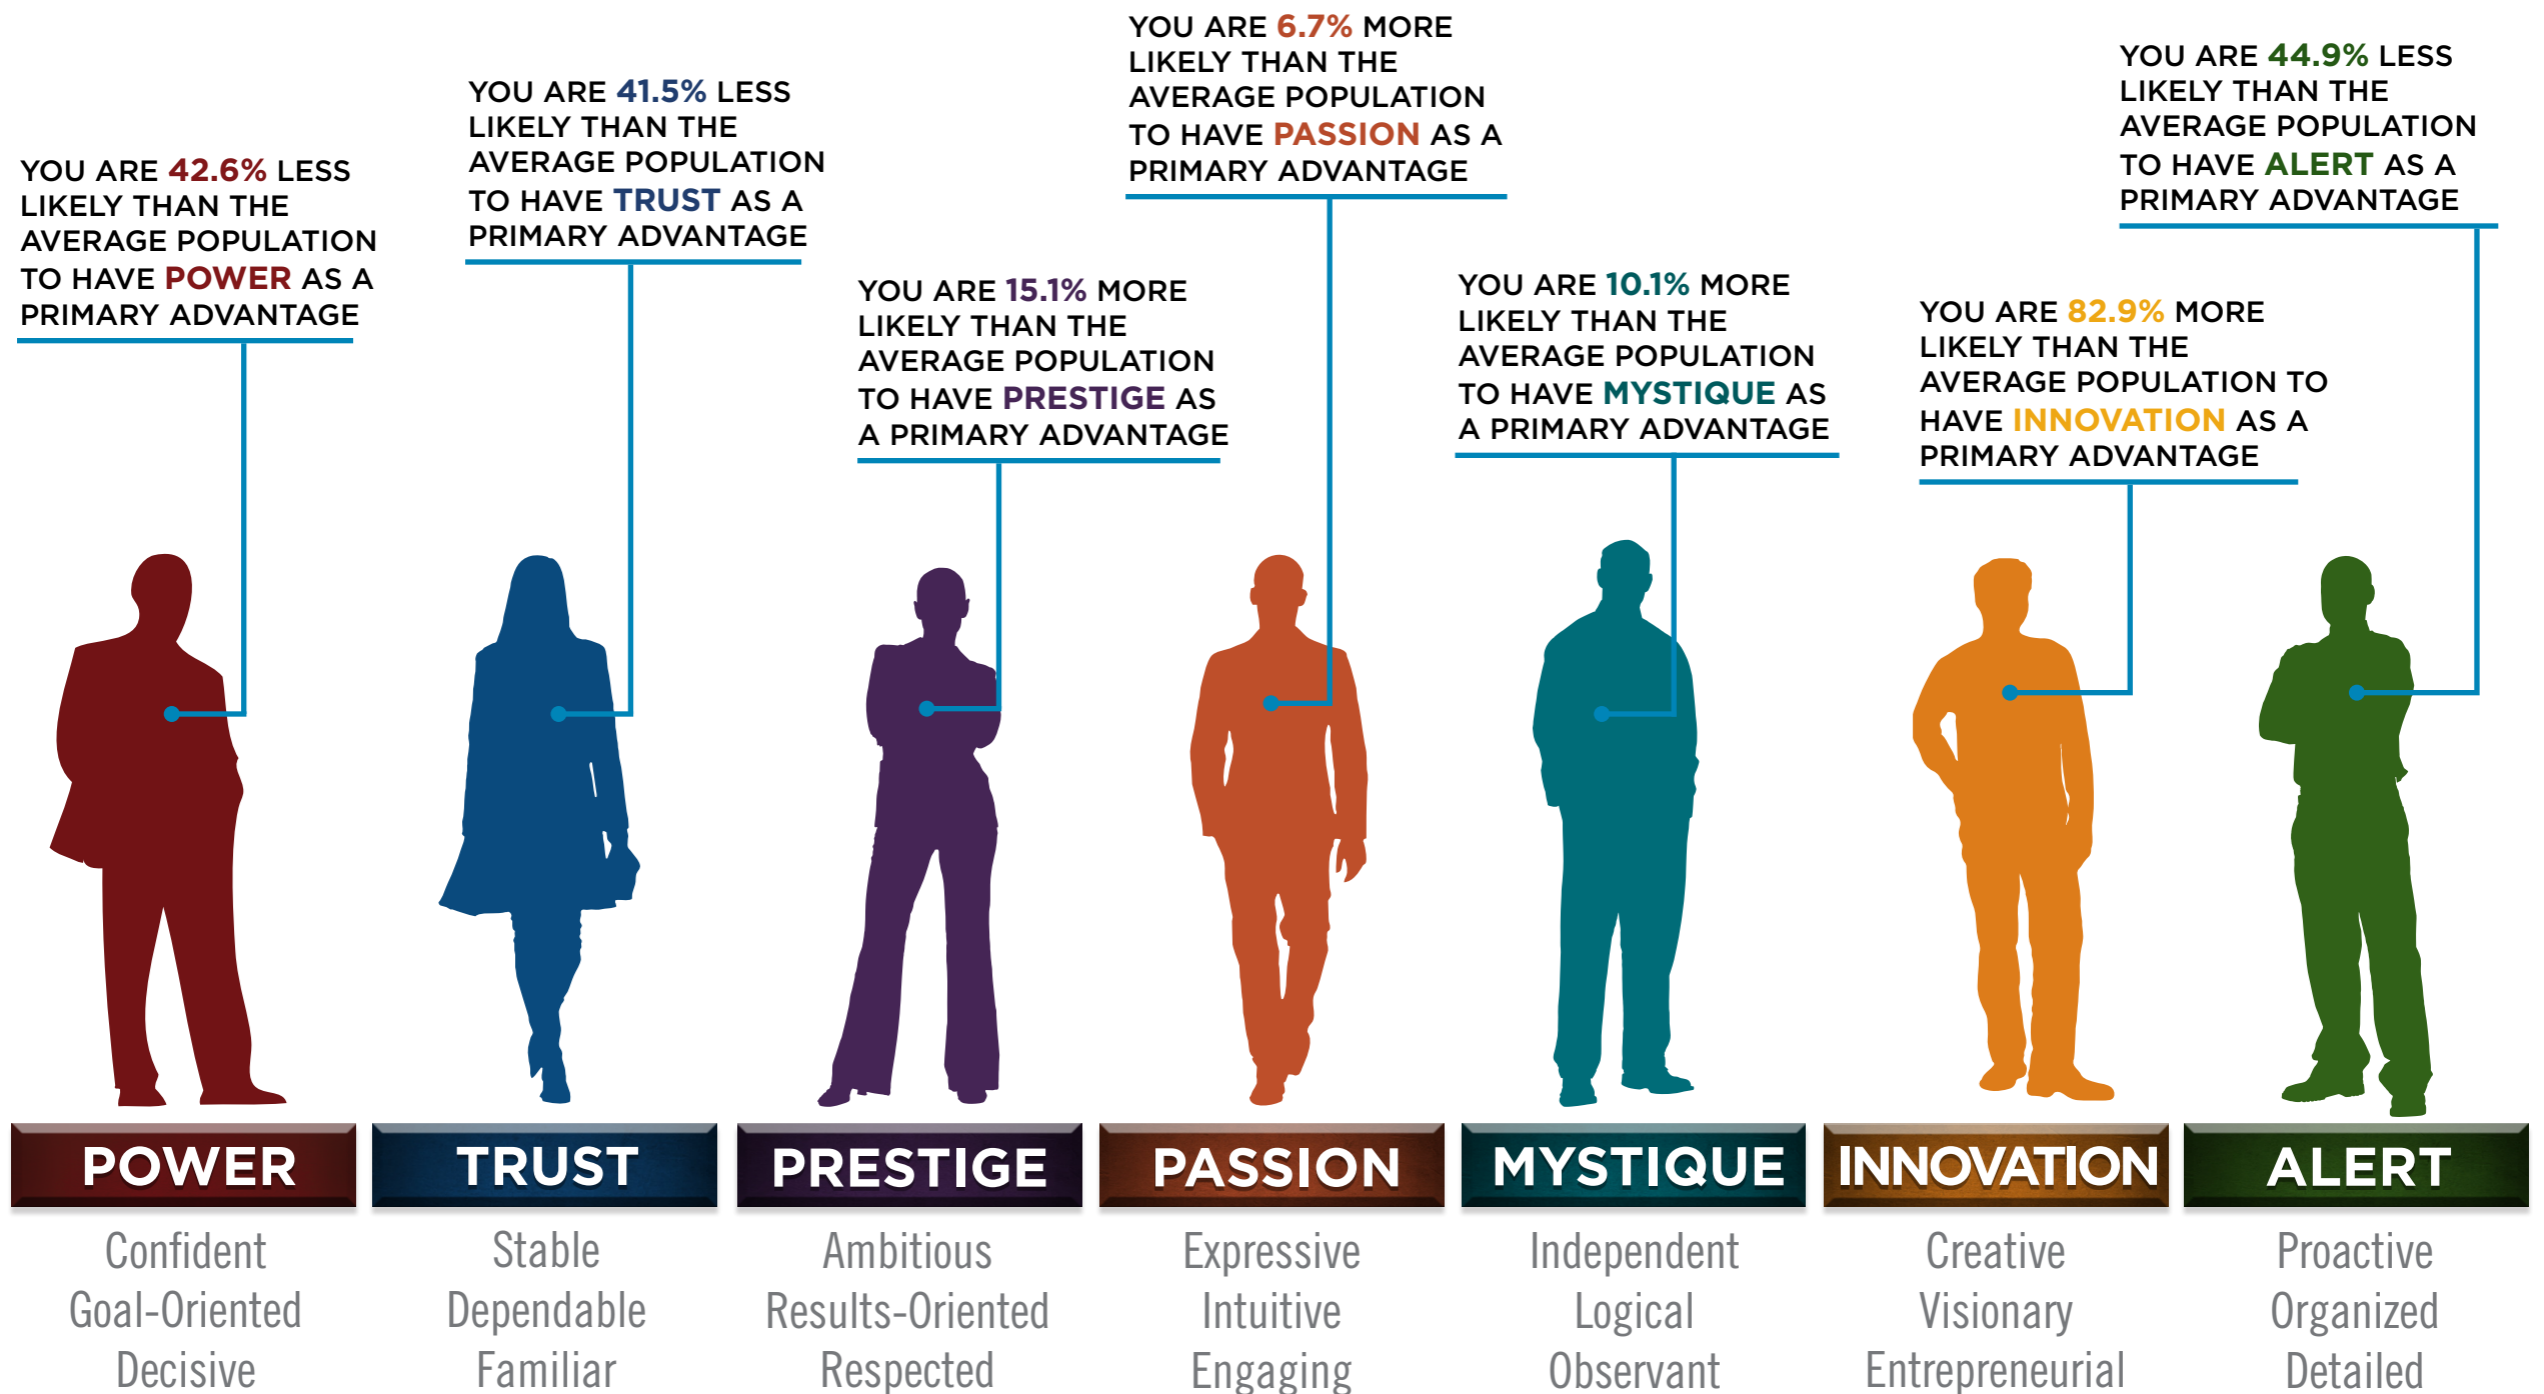 YOU ARE 42.6% LESS
LIKELY THAN THE
AVERAGE POPULATION
TO HAVE POWER AS A
PRIMARY ADVANTAGE
YOU ARE 41.5% LESS
LIKELY THAN THE
AVERAGE POPULATION
TO HAVE TRUST AS A
PRIMARY ADVANTAGE
YOU ARE 15.1% MORE
LIKELY THAN THE
AVERAGE POPULATION
TO HAVE PRESTIGE AS
A PRIMARY ADVANTAGE
YOU ARE 6.7% MORE
LIKELY THAN THE
AVERAGE POPULATION
TO HAVE PASSION AS A
PRIMARY ADVANTAGE
YOU ARE 10.1% MORE
LIKELY THAN THE
AVERAGE POPULATION
TO HAVE MYSTIQUE AS
A PRIMARY ADVANTAGE
YOU ARE 82.9% MORE
LIKELY THAN THE
AVERAGE POPULATION TO
HAVE INNOVATION AS A
PRIMARY ADVANTAGE
YOU ARE 44.9% LESS
LIKELY THAN THE
AVERAGE POPULATION
TO HAVE ALERT AS A
PRIMARY ADVANTAGE
POWER
Confident
Goal-Oriented
Decisive
TRUST
Stable
Dependable
Familiar
PRESTIGE
Ambitious
Results-Oriented
Respected
PASSION
Expressive
Intuitive
Engaging
MYSTIQUE
Independent
Logical
Observant
INNOVATION
Creative
Visionary
Entrepreneurial
ALERT
Proactive
Organized
Detailed